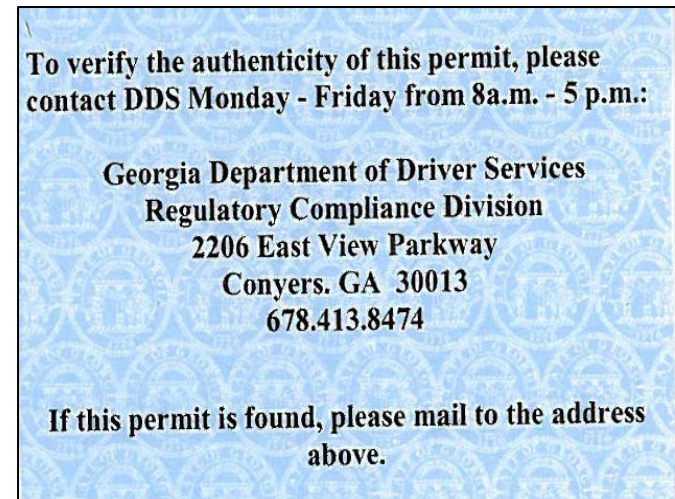 To verify the authenticity of this permit, please
contact DDS Monday - Friday from 8a.m. - 5 p.m.:
Georgia Department of Driver Services
Regulatory Compliance Division
2206 East View Parkway
Conyers. GA 30013
678.413.8474
If this permit is found, please mail to the address
above.